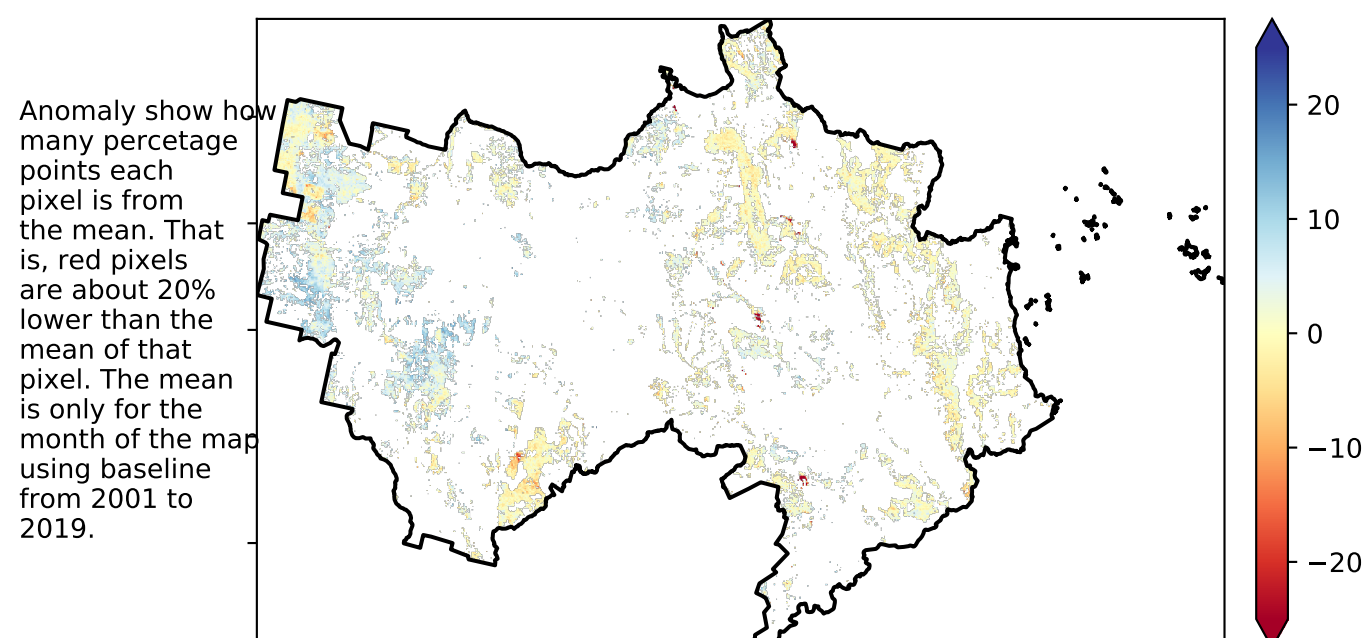 Anomaly show how
many percetage
points each
pixel is from
the mean. That
is, red pixels
are about 20%
lower than the
mean of that
pixel. The mean
is only for the
month of the map
using baseline
from 2001 to
2019.
20
10
0
−10
−20